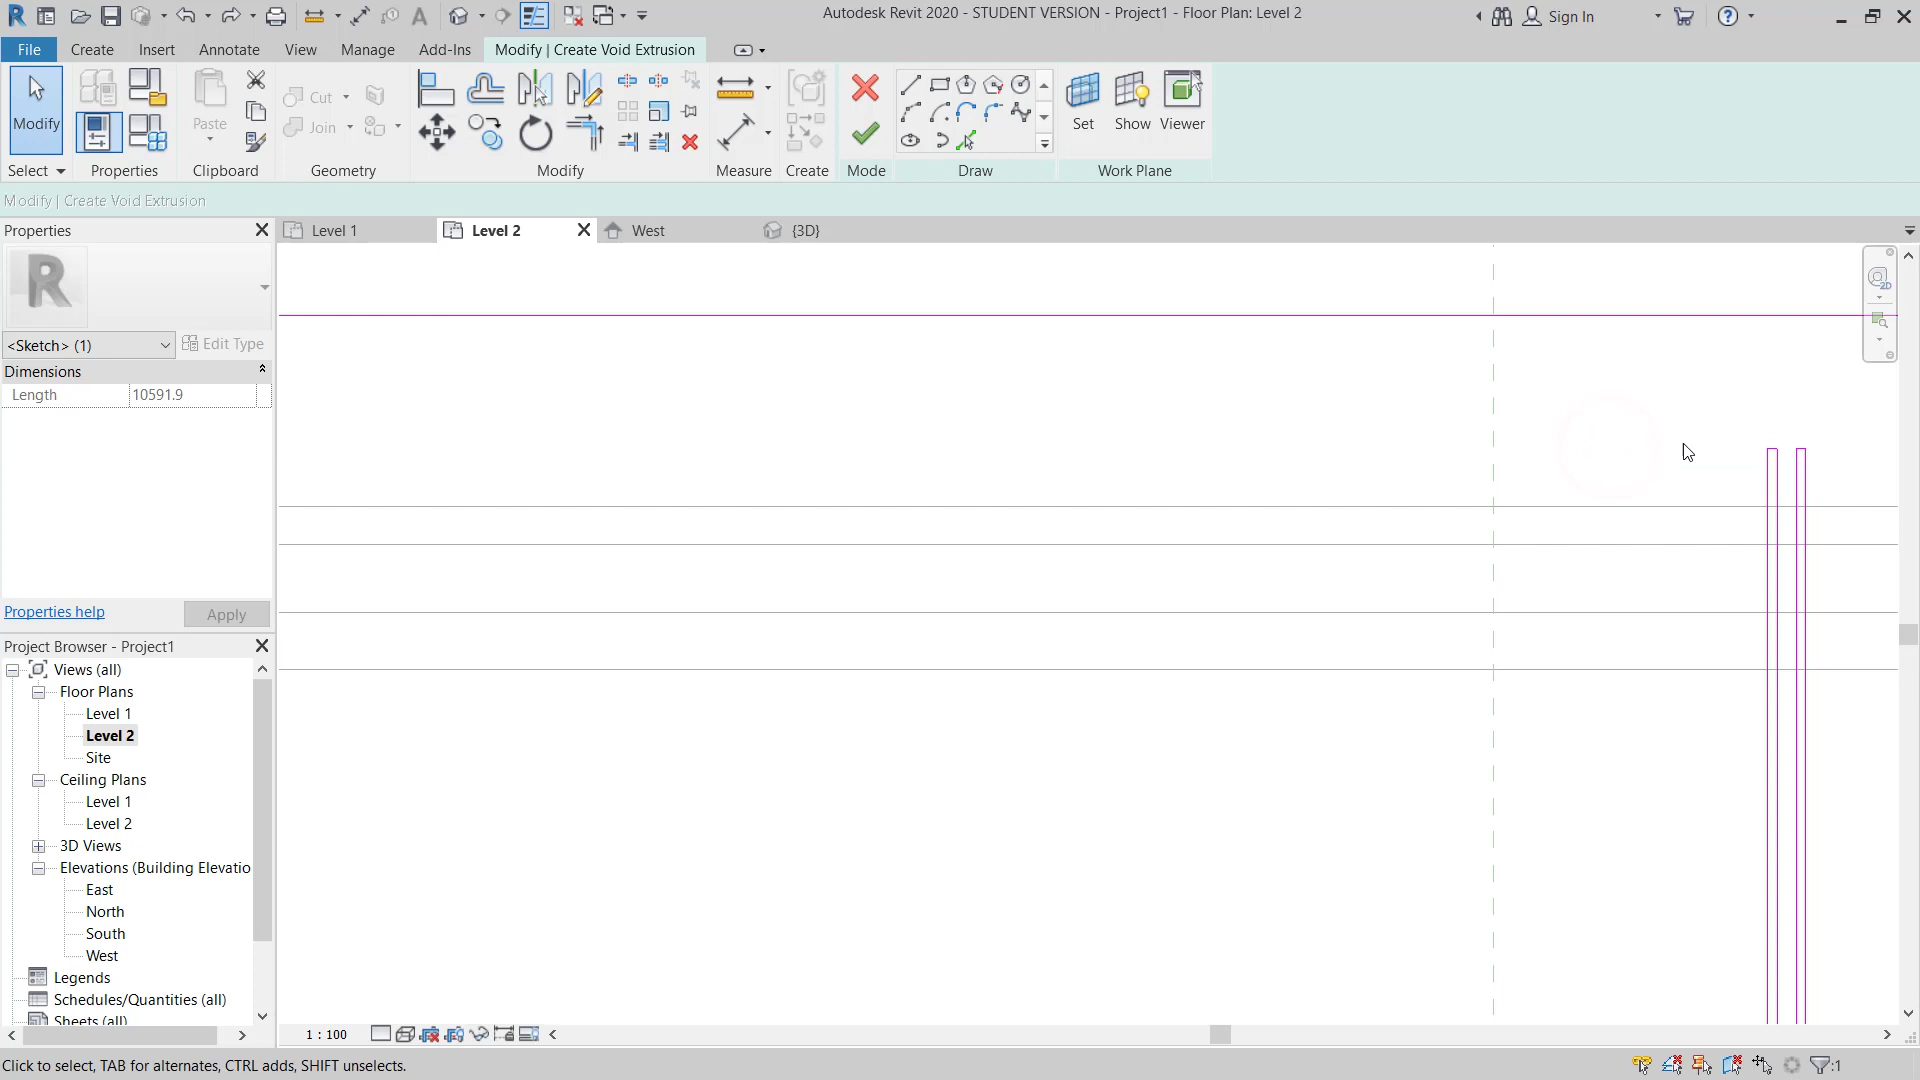 Autodesk Revit 2020 - STUDENT VERSION - Project1 - Floor Plan: Level 2
Sign In
File
Create
Insert
Annotate
View
Manage
Add-Ins
Modify | Create Void Extrusion
Modify
Paste
Cut
Join
Set
Show
Viewer
Select
Properties
Clipboard
Geometry
Modify
Measure
Create
Mode
Draw
Work Plane
Modify | Create Void Extrusion
Properties
Level 1
Level 2
West
{3D}
R
2D
<Sketch> (1)
Edit Type
Dimensions
Length
10591.9
Properties help
Apply
Project Browser - Project1
Views (all)
Floor Plans
Level 1
Level 2
Site
Ceiling Plans
Level 1
Level 2
3D Views
Elevations (Building Elevatio
East
North
South
West
Legends
Schedules/Quantities (all)
Sheets (all)
1 : 100
Click to select, TAB for alternates, CTRL adds, SHIFT unselects.
:1